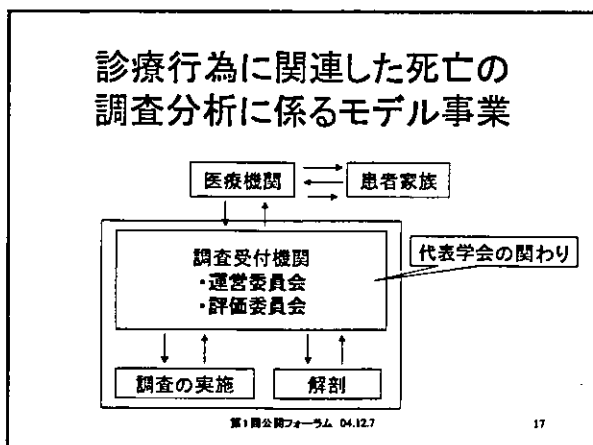 診療行為に関連した死亡の
調査分析に係るモデル事業
医療機関
患者家族
調査受付機関
・運営委員会
・評価委員会
代表学会の関わり
調査の実施
解剖
第1回公開フォーラム 04.12.7
17